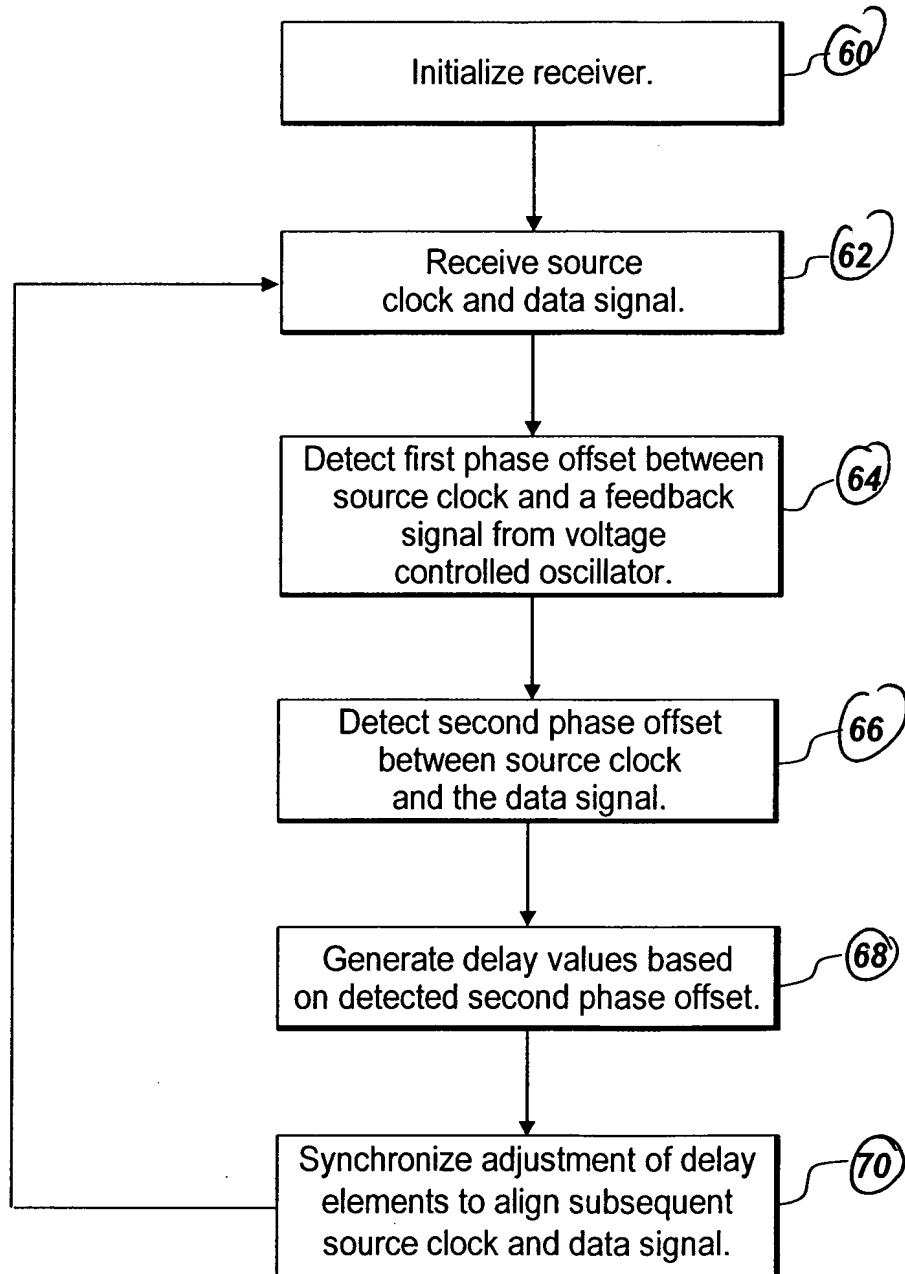 Initialize receiver.
60
Receive source
clock and data signal.
62
Detect first phase offset between
source clock and a feedback
signal from voltage
controlled oscillator.
64
Detect second phase offset
between source clock
and the data signal.
66
Generate delay values based
on detected second phase offset.
68
Synchronize adjustment of delay
elements to align subsequent
source clock and data signal.
70